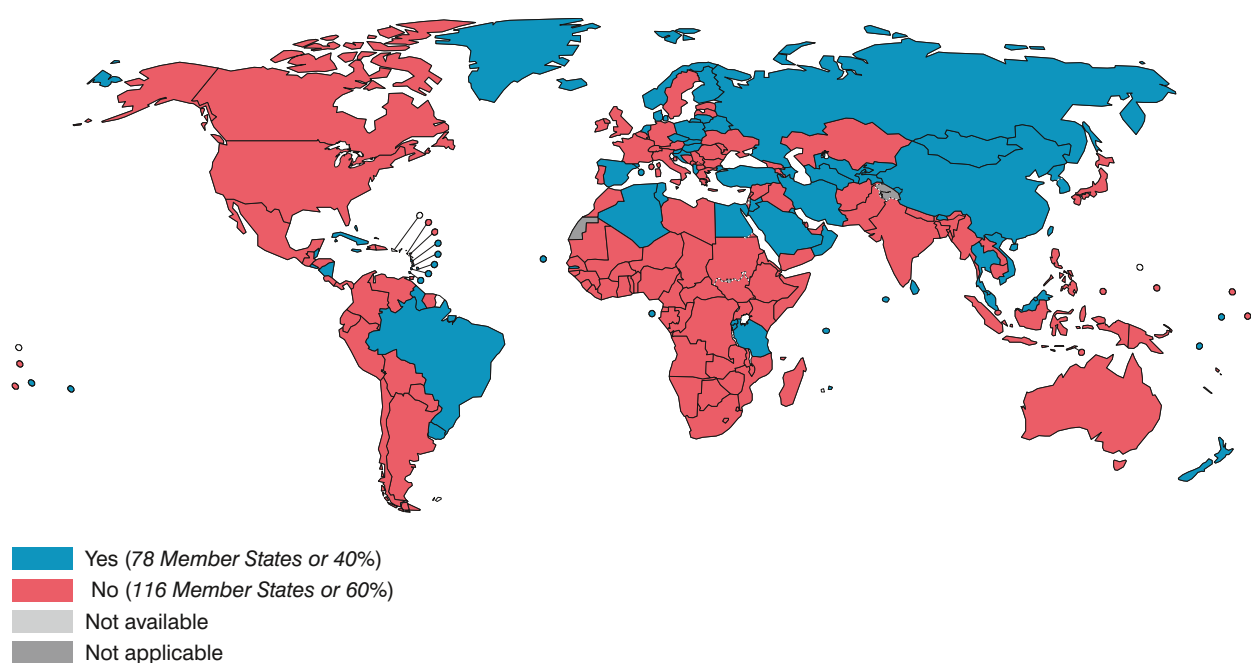 Yes (78 Member States or 40%)
No (116 Member States or 60%)
Not available
Not applicable